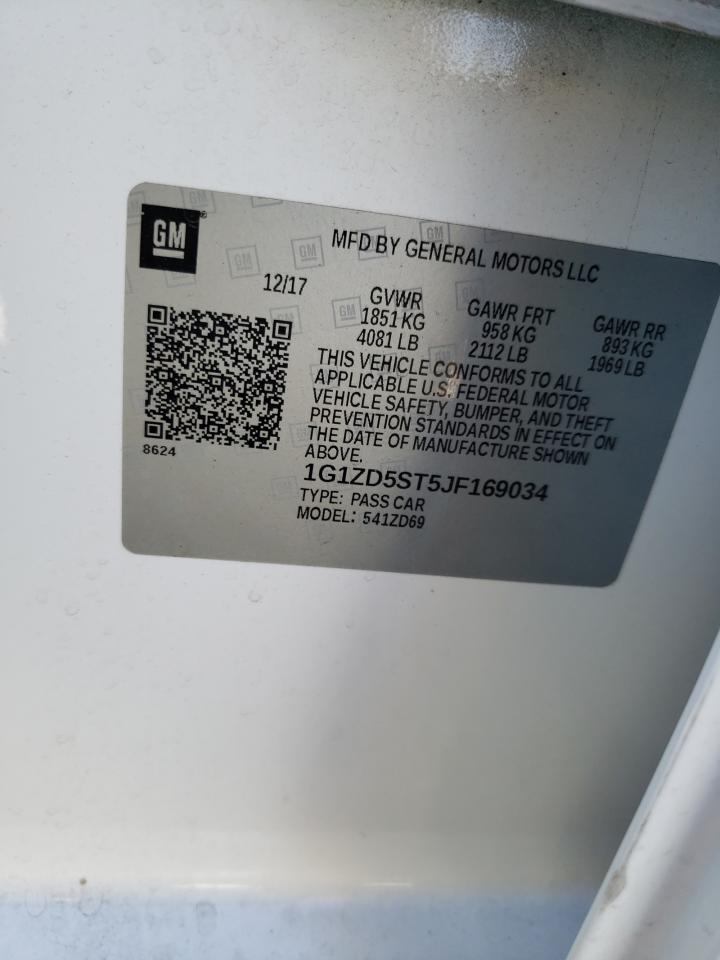 GM®
MFD BY GENERAL MOTORS LLC
12/17
GVWR
1851 KG
4081 LB
GAWR FRT
958 KG
2112 LB
GAWR RR
893 KG
1969 LB
THIS VEHICLE CONFORMS TO ALL
APPLICABLE U.S. FEDERAL MOTOR
VEHICLE SAFETY, BUMPER, AND THEFT
PREVENTION STANDARDS IN EFFECT ON
THE DATE OF MANUFACTURE SHOWN
ABOVE.
8624
1G1ZD5ST5JF169034
TYPE: PASS CAR
MODEL: 541ZD69